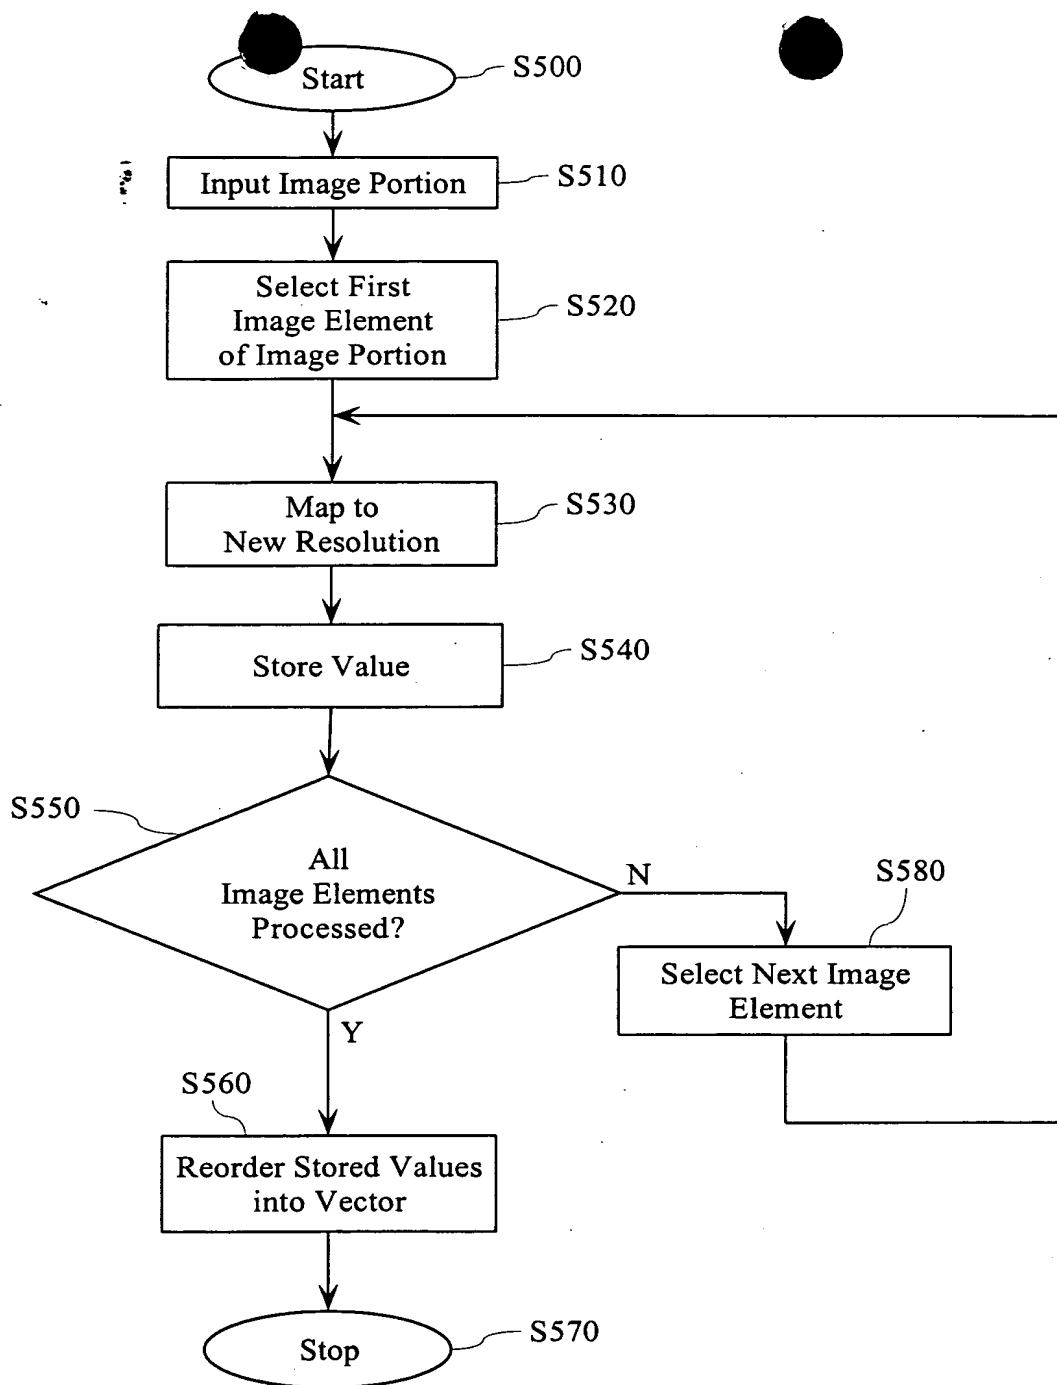 Start
S500
Input Image Portion
S510
Select First
Image Element
of Image Portion
S520
Map to
New Resolution
S530
Store Value
S540
S550
All
Image Elements
Processed?
N
S580
Select Next Image
Element
Y
S560
Reorder Stored Values
into Vector
Stop
S570